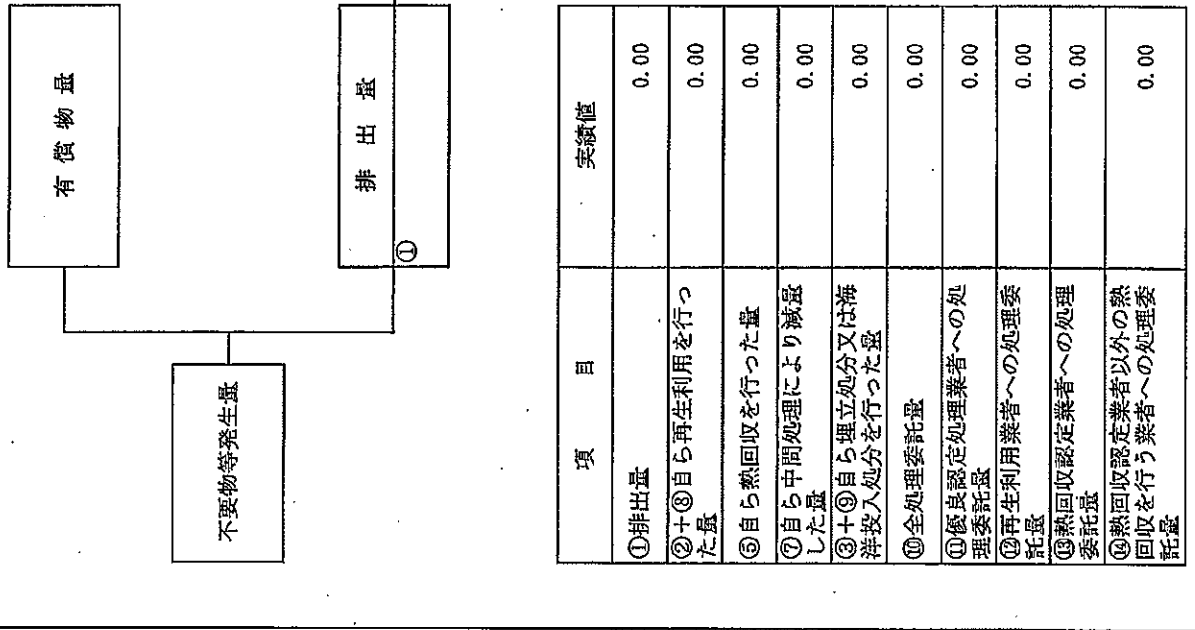 不要物等発生量
有償物量
排出量
①
項目 実績値
①排出量 0.00
②+⑧自ら再生利用を行っ
た量 0.00
⑤自ら熱回収を行った量 0.00
⑦自ら中間処理により減量
した量 0.00
③+⑨自ら埋立処分又は海
洋投入処分を行った量 0.00
⑩全処理委託量 0.00
⑪優良認定処理業者への処
理委託量 0.00
⑫再生利用業者への処理委
託量 0.00
⑬熱回収認定業者への処理
委託量 0.00
⑭熱回収認定業者以外の熱
回収を行う業者への処理委
託量 0.00